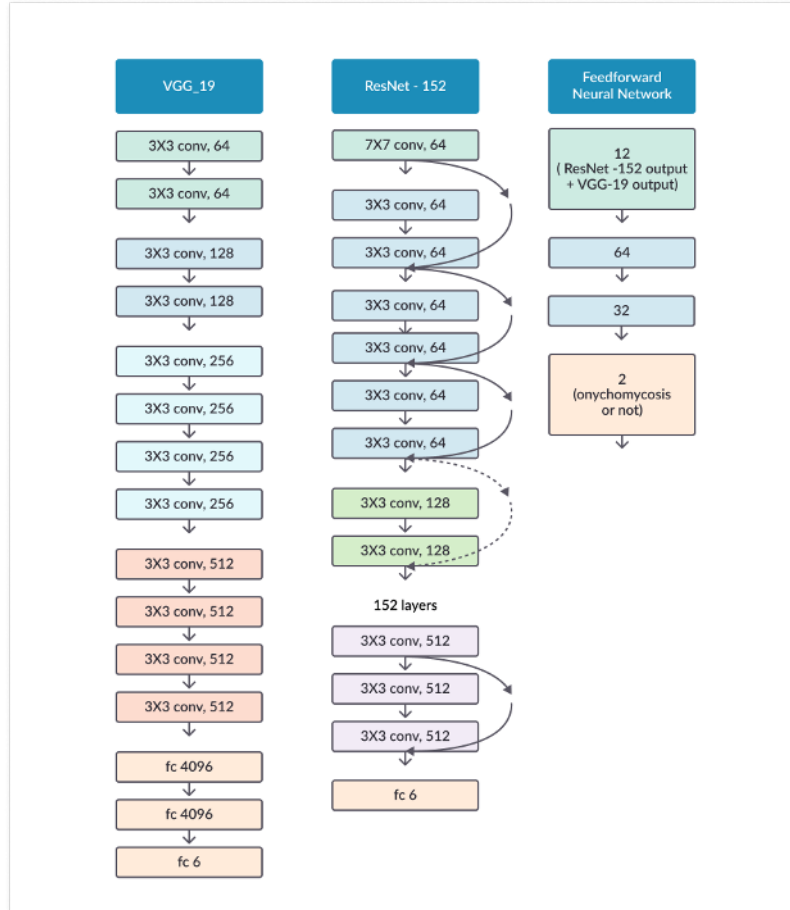 VGG_19
3X3 conv, 64
3X3 conv, 64
3X3 conv, 128
3X3 conv, 128
3X3 conv, 256
3X3 conv, 256
3X3 conv, 256
3X3 conv, 256
3X3 conv, 512
3X3 conv, 512
3X3 conv, 512
3X3 conv, 512
fc 4096
fc 4096
fc 6
ResNet - 152
7X7 conv, 64
3X3 conv, 64
3X3 conv, 64
3X3 conv, 64
3X3 conv, 64
3X3 conv, 64
3X3 conv, 64
3X3 conv, 128
3X3 conv, 128
152 layers
3X3 conv, 512
3X3 conv, 512
3X3 conv, 512
fc 6
Feedforward
Neural Network
12
( ResNet -152 output
+ VGG-19 output)
64
32
2
(onychomycosis
or not)